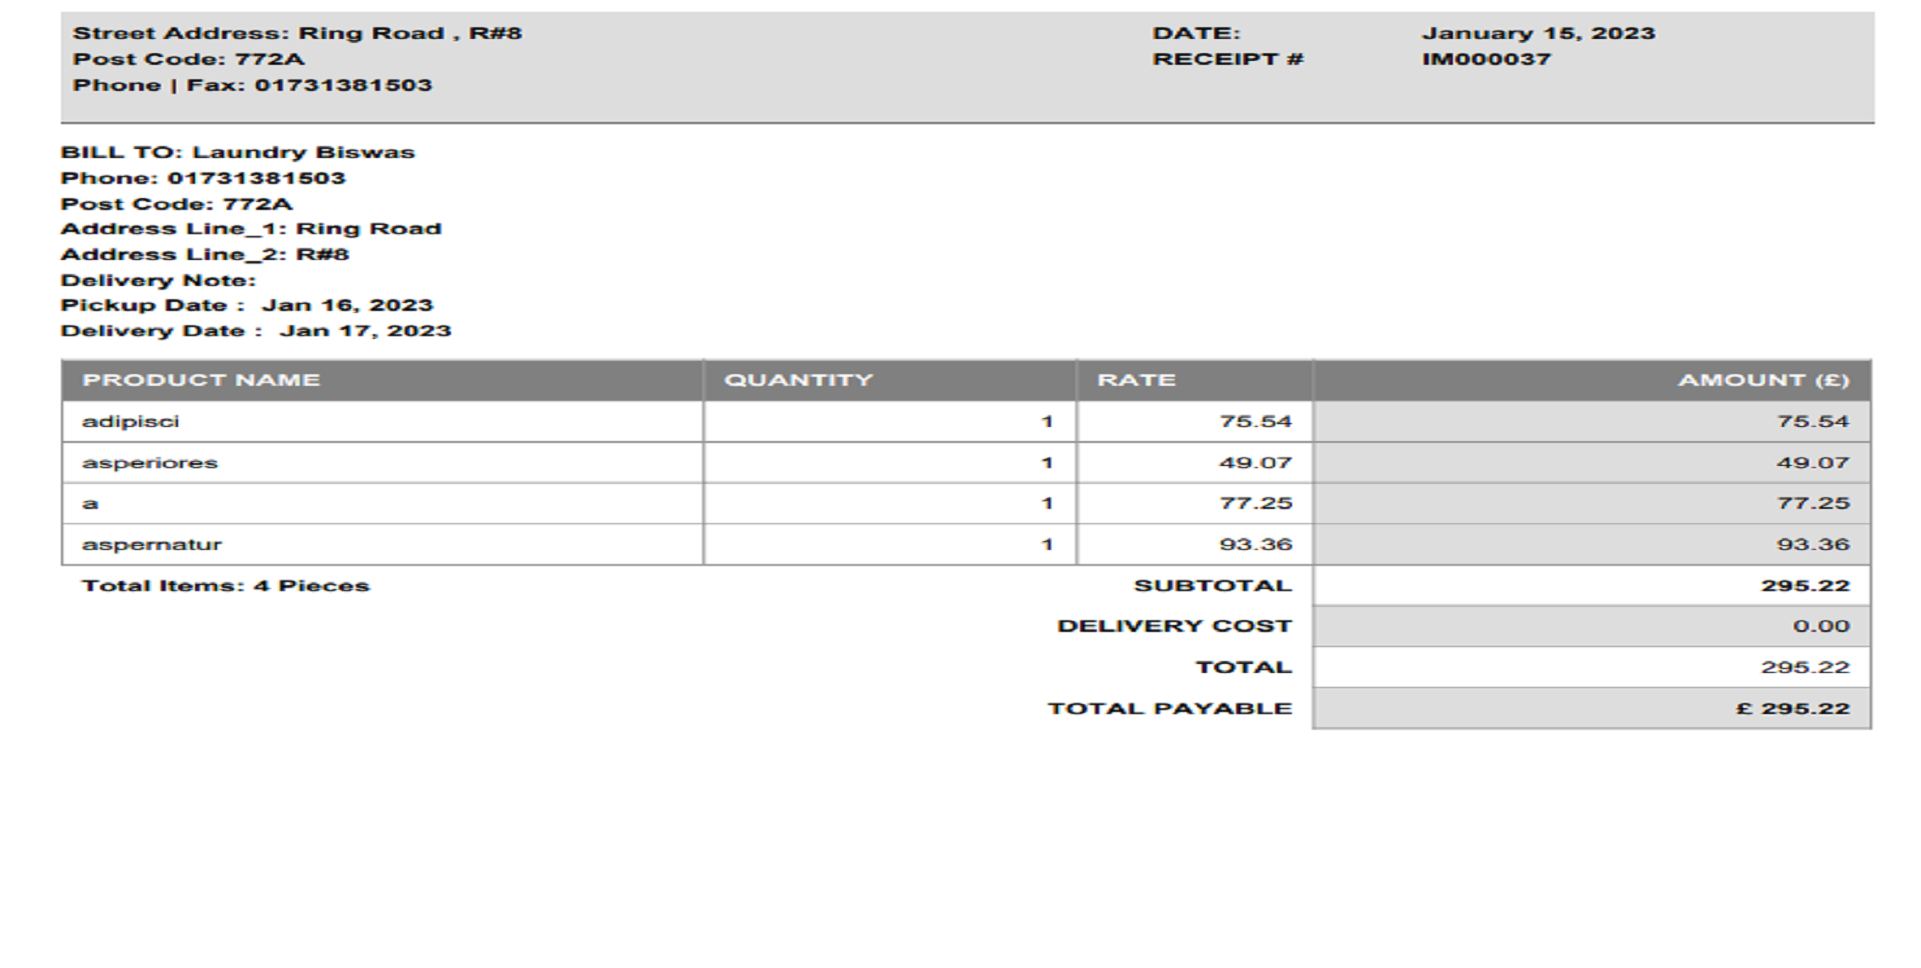 Street Address: Ring Road , R#8 DATE: January 15, 2023
Post Code: 772A RECEIPT # IM000037
Phone | Fax: 01731381503
BILL TO: Laundry Biswas
Phone: 01731381503
Post Code: 772A
Address Line_1: Ring Road
Address Line_2: R#8
Delivery Note:
Pickup Date : Jan 16, 2023
Delivery Date : Jan 17, 2023
PRODUCT NAME QUANTITY RATE AMOUNT (£)
adipisci 1 75.54 75.54
asperiores 1 49.07 49.07
a 1 77.25 77.25
aspernatur 1 93.36 93.36
Total Items: 4 Pieces SUBTOTAL 295.22
DELIVERY COST 0.00
TOTAL 295.22
TOTAL PAYABLE £ 295.22